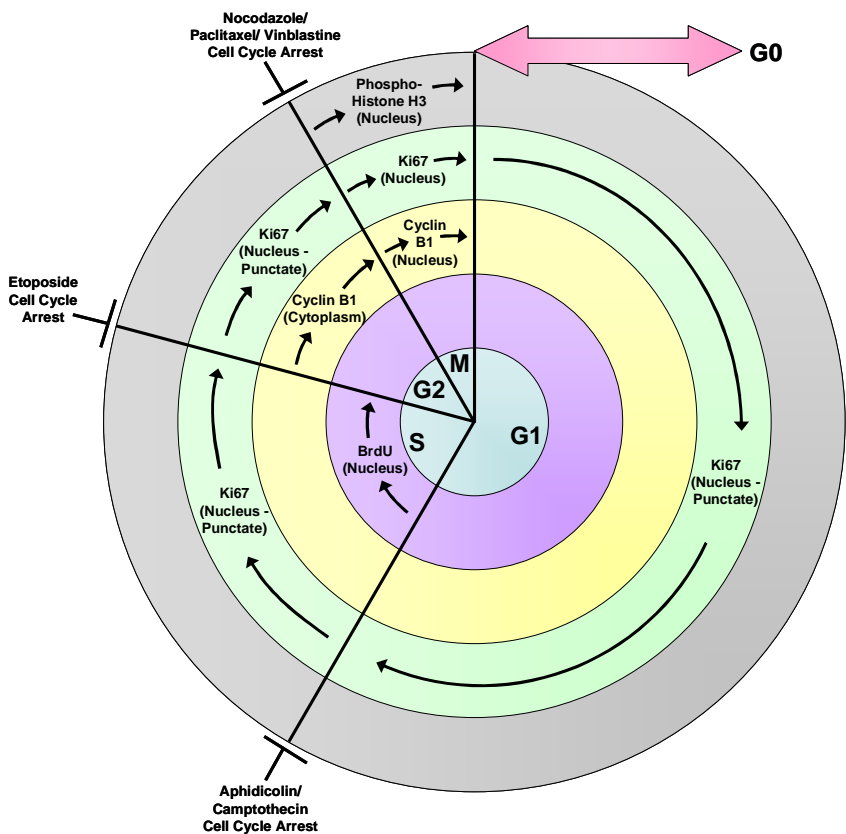 Nocodazole/
Paclitaxel/ Vinblastine
Cell Cycle Arrest
G0
Phospho-
Histone H3
(Nucleus)
Ki67
(Nucleus)
Cyclin
B1
(Nucleus)
Ki67
(Nucleus -
Punctate)
Cyclin B1
(Cytoplasm)
Etoposide
Cell Cycle
Arrest
M
G2
S
G1
BrdU
(Nucleus)
Ki67
(Nucleus -
Punctate)
Ki67
(Nucleus -
Punctate)
Aphidicolin/
Camptothecin
Cell Cycle Arrest